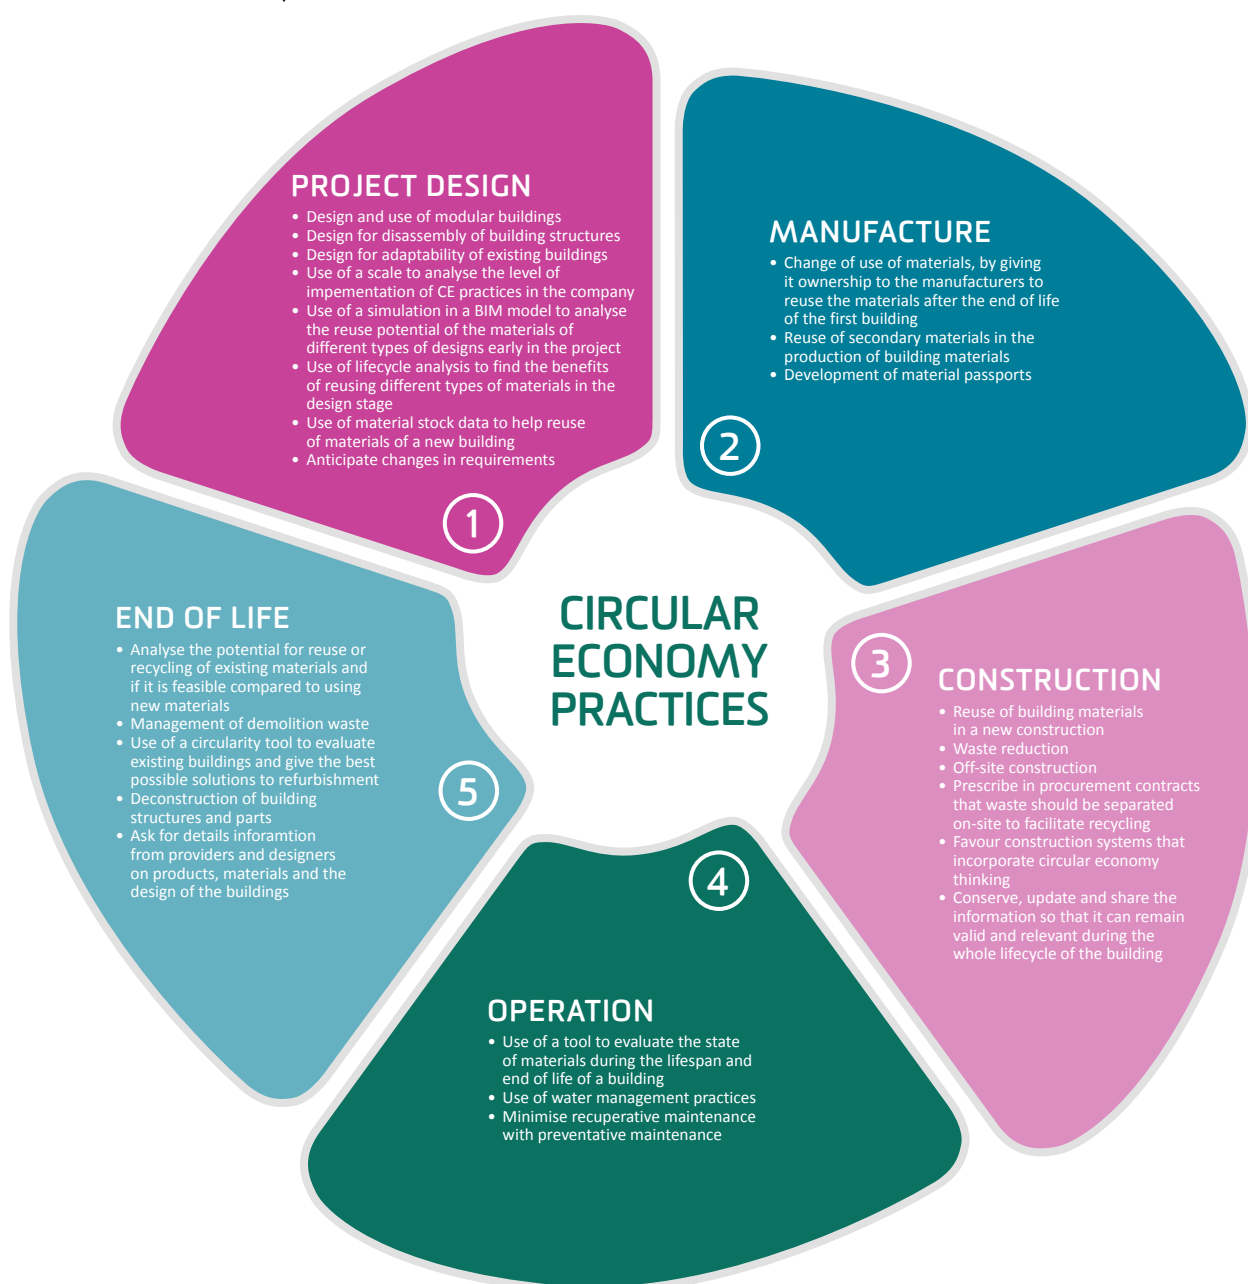 PROJECT DESIGN
• Design and use of modular buildings
• Design for disassembly of building structures
• Design for adaptability of existing buildings
• Use of a scale to analyse the level of
impementation of CE practices in the company
• Use of a simulation in a BIM model to analyse
the reuse potential of the materials of
different types of designs early in the project
• Use of lifecycle analysis to find the benefits
of reusing different types of materials in the
design stage
• Use of material stock data to help reuse
of materials of a new building
• Anticipate changes in requirements
1
MANUFACTURE
• Change of use of materials, by giving
it ownership to the manufacturers to
reuse the materials after the end of life
of the first building
• Reuse of secondary materials in the
production of building materials
• Development of material passports
2
CIRCULAR
ECONOMY
PRACTICES
3
CONSTRUCTION
• Reuse of building materials
in a new construction
• Waste reduction
• Off-site construction
• Prescribe in procurement contracts
that waste should be separated
on-site to facilitate recycling
• Favour construction systems that
incorporate circular economy
thinking
• Conserve, update and share the
information so that it can remain
valid and relevant during the
whole lifecycle of the building
4
OPERATION
• Use of a tool to evaluate the state
of materials during the lifespan and
end of life of a building
• Use of water management practices
• Minimise recuperative maintenance
with preventative maintenance
END OF LIFE
• Analyse the potential for reuse or
recycling of existing materials and
if it is feasible compared to using
new materials
• Management of demolition waste
• Use of a circularity tool to evaluate
existing buildings and give the best
possible solutions to refurbishment
• Deconstruction of building
structures and parts
• Ask for details inforamtion
from providers and designers
on products, materials and the
design of the buildings
5